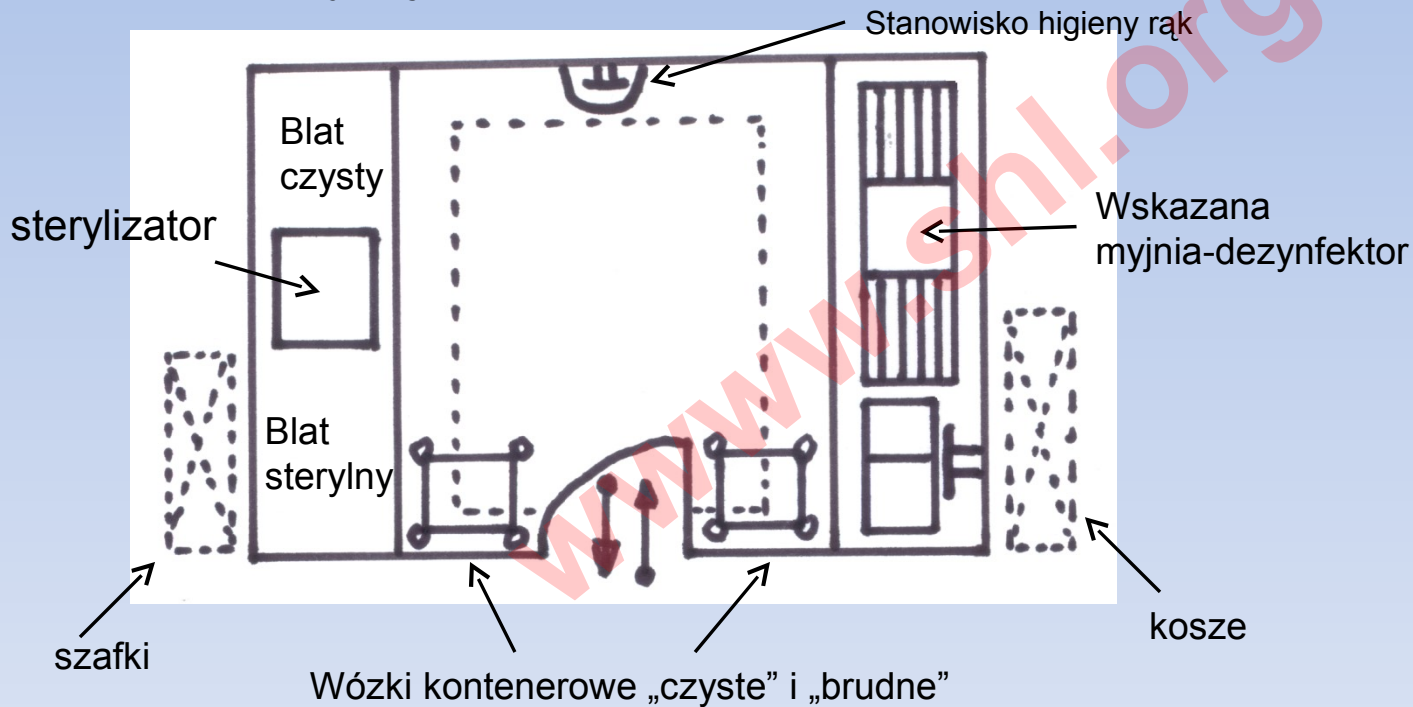 Stanowisko higieny rąk
Blat
czysty
sterylizator
Wskazana
myjnia-dezynfektor
Blat
sterylny
szafki
kosze
Wózki kontenerowe „czyste” i „brudne”
www.shl.org